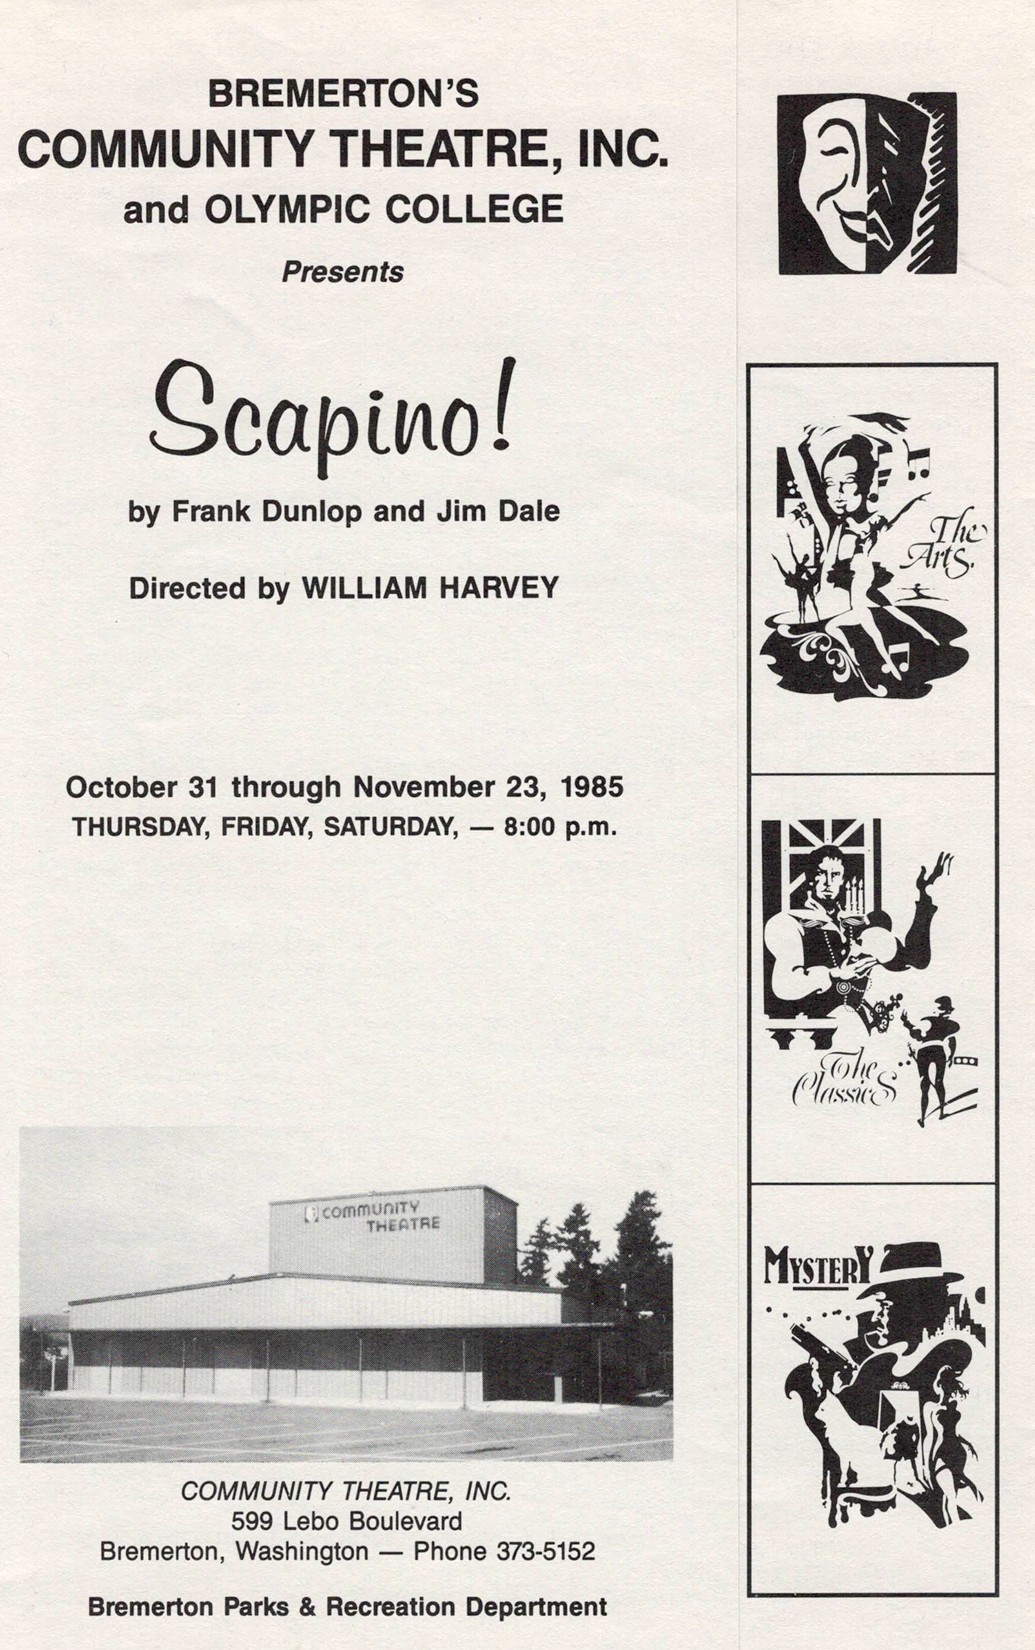 BREMERTON'S
COMMUNITY THEATRE, INC.
and OLYMPIC COLLEGE
Presents
Scapino!
by Frank Dunlop and Jim Dale
Directed by WILLIAM HARVEY
October 31 through November 23, 1985
THURSDAY, FRIDAY, SATURDAY, — 8:00 p.m.
COMMUNITY
THEATRE
COMMUNITY THEATRE, INC.
599 Lebo Boulevard
Bremerton, Washington — Phone 373-5152
Bremerton Parks & Recreation Department
The
Arts.
The
Classics
MYSTERY